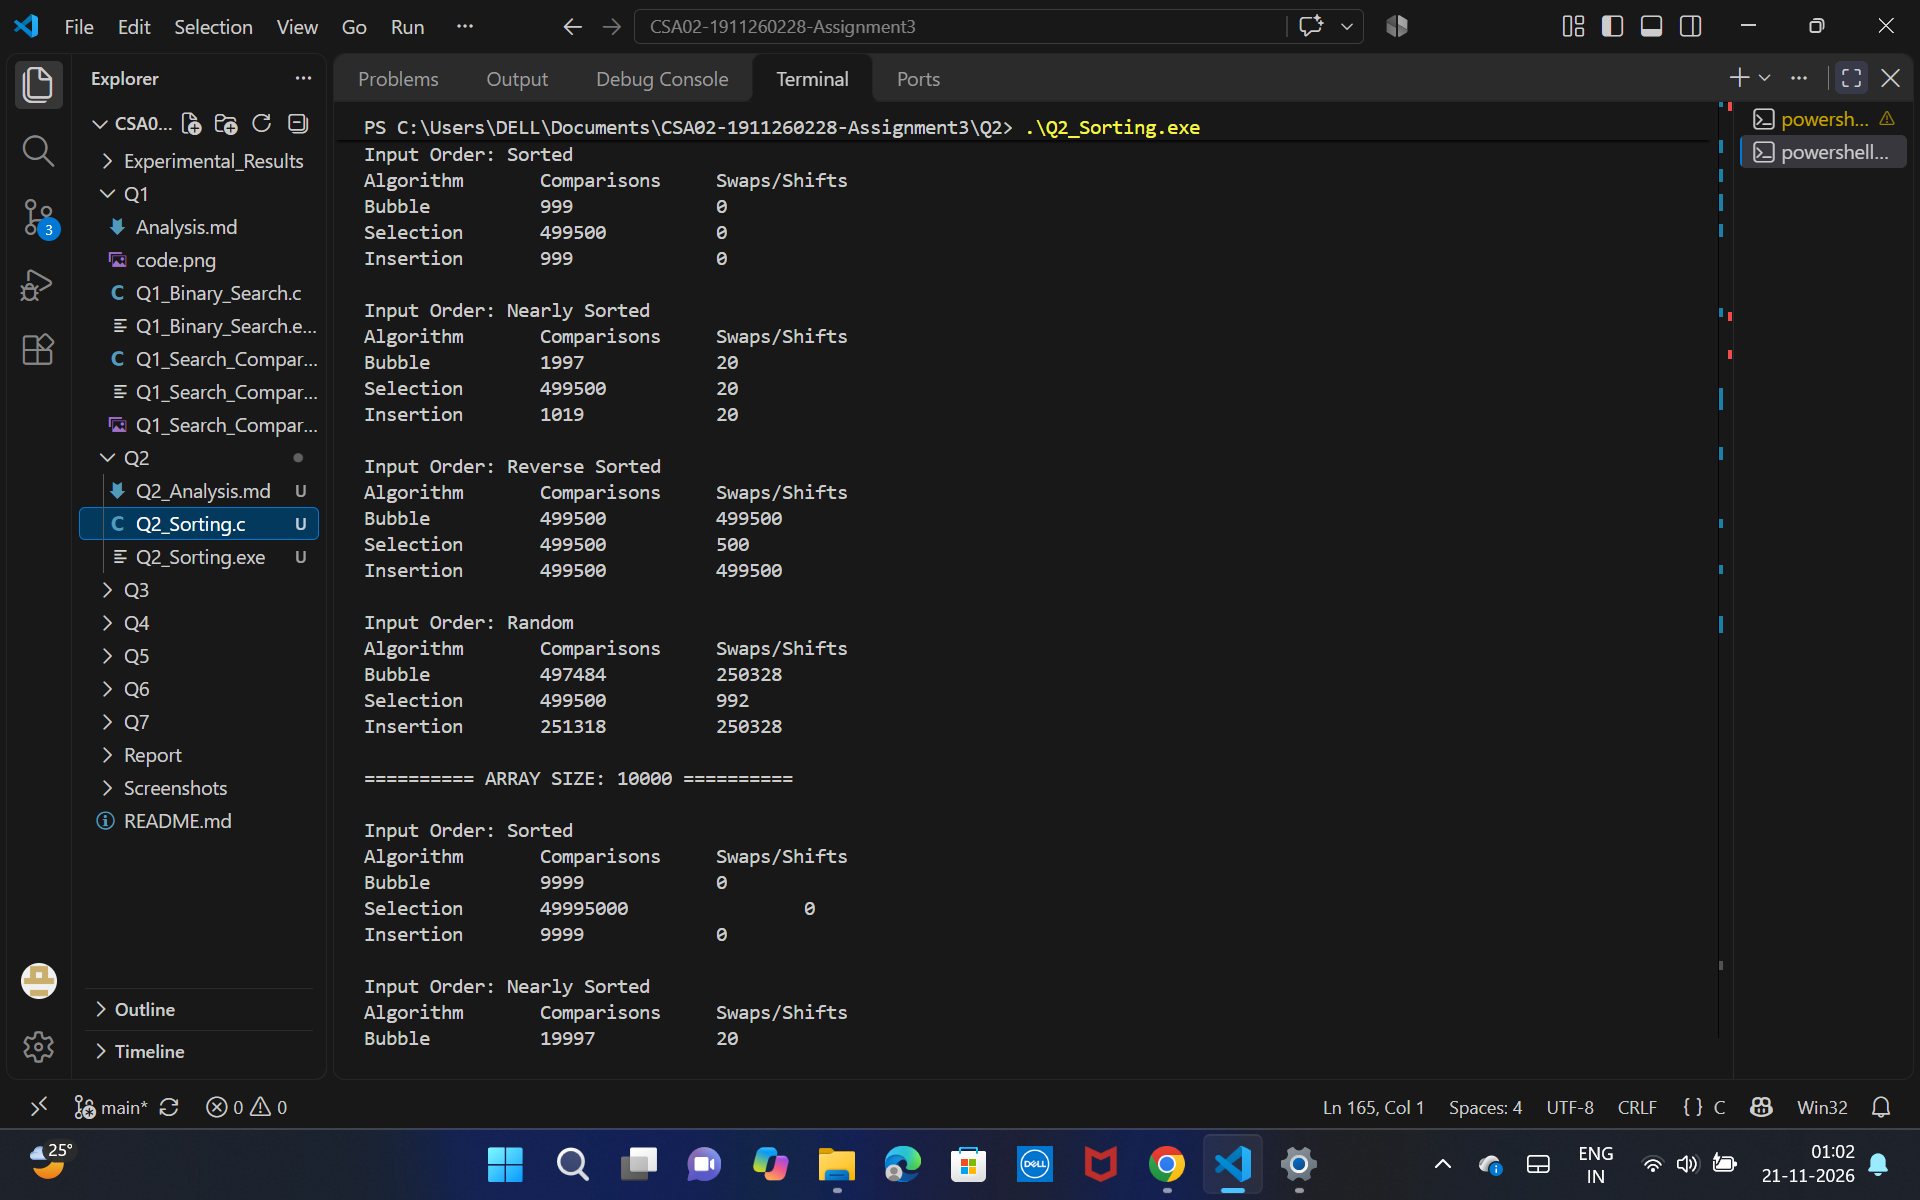 File Edit Selection View Go Run ··· CSA02-1911260228-Assignment3
Explorer ···
CSA0...
Experimental_Results
Q1
Analysis.md
code.png
C Q1_Binary_Search.c
Q1_Binary_Search.e...
C Q1_Search_Compar...
Q1_Search_Compar...
Q1_Search_Compar...
Q2
Q2_Analysis.md U
C Q2_Sorting.c U
Q2_Sorting.exe U
Q3
Q4
Q5
Q6
Q7
Report
Screenshots
README.md
Outline
Timeline
3
Problems Output Debug Console Terminal Ports
powersh...
powershell...
PS C:\Users\DELL\Documents\CSA02-1911260228-Assignment3\Q2> .\Q2_Sorting.exe
Input Order: Sorted
Algorithm Comparisons Swaps/Shifts
Bubble 999 0
Selection 499500 0
Insertion 999 0
Input Order: Nearly Sorted
Algorithm Comparisons Swaps/Shifts
Bubble 1997 20
Selection 499500 20
Insertion 1019 20
Input Order: Reverse Sorted
Algorithm Comparisons Swaps/Shifts
Bubble 499500 499500
Selection 499500 500
Insertion 499500 499500
Input Order: Random
Algorithm Comparisons Swaps/Shifts
Bubble 497484 250328
Selection 499500 992
Insertion 251318 250328
========== ARRAY SIZE: 10000 ==========
Input Order: Sorted
Algorithm Comparisons Swaps/Shifts
Bubble 9999 0
Selection 49995000 0
Insertion 9999 0
Input Order: Nearly Sorted
Algorithm Comparisons Swaps/Shifts
Bubble 19997 20
main* 0 0 Ln 165, Col 1 Spaces: 4 UTF-8 CRLF { } C Win32
25°
DELL
ENG
IN
01:02
21-11-2026